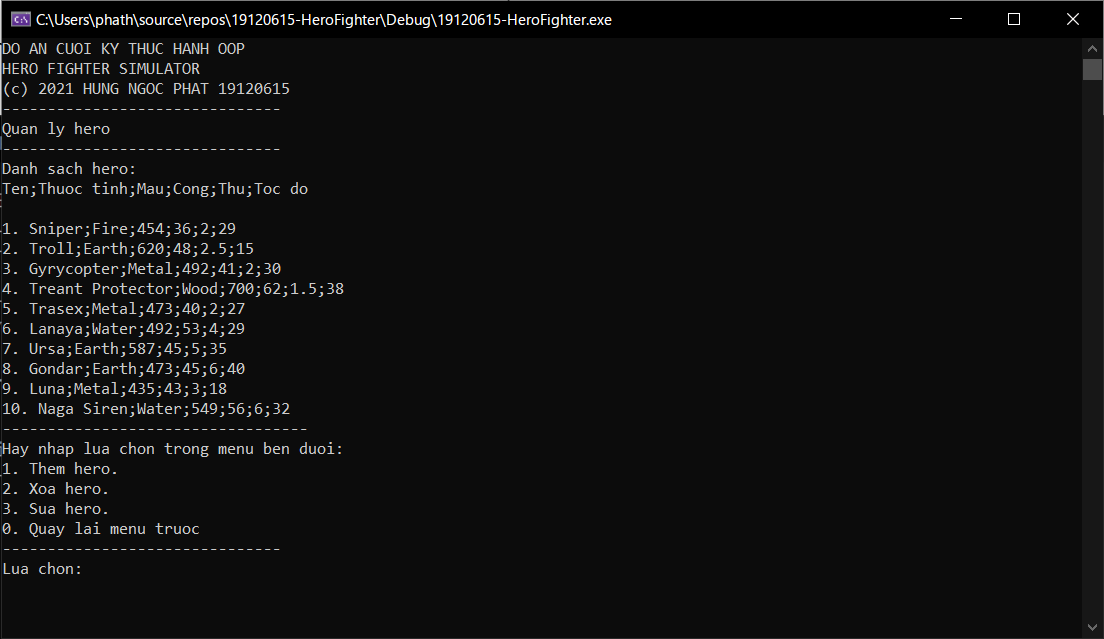 C:\Users\phath\source\repos\19120615-HeroFighter\Debug\19120615-HeroFighter.exe
DO AN CUOI KY THUC HANH OOP
HERO FIGHTER SIMULATOR
(c) 2021 HUNG NGOC PHAT 19120615
-------------------------------
Quan ly hero
-------------------------------
Danh sach hero:
Ten;Thuoc tinh;Mau;Cong;Thu;Toc do
1. Sniper;Fire;454;36;2;29
2. Troll;Earth;620;48;2.5;15
3. Gyrycopter;Metal;492;41;2;30
4. Treant Protector;Wood;700;62;1.5;38
5. Trasex;Metal;473;40;2;27
6. Lanaya;Water;492;53;4;29
7. Ursa;Earth;587;45;5;35
8. Gondar;Earth;473;45;6;40
9. Luna;Metal;435;43;3;18
10. Naga Siren;Water;549;56;6;32
----------------------------------
Hay nhap lua chon trong menu ben duoi:
1. Them hero.
2. Xoa hero.
3. Sua hero.
0. Quay lai menu truoc
-------------------------------
Lua chon: